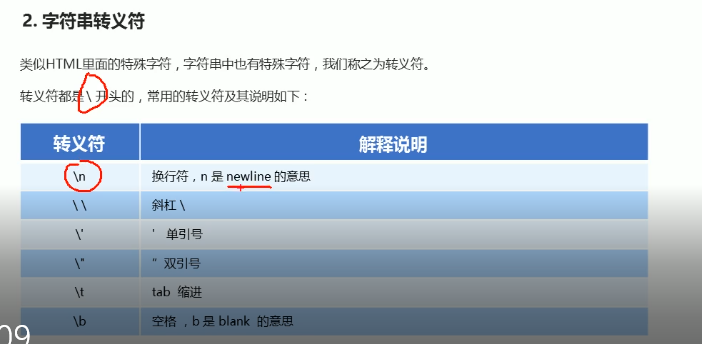 2. 字符串转义符
类似HTML里面的特殊字符，字符串中也有特殊字符，我们称之为转义符。
转义符都是 \ 开头的，常用的转义符及其说明如下：
转义符 解释说明
\n 换行符，n 是 newline 的意思
\ \ 斜杠 \
\' ' 单引号
\" " 双引号
\t tab 缩进
\b 空格 ，b 是 blank 的意思
09